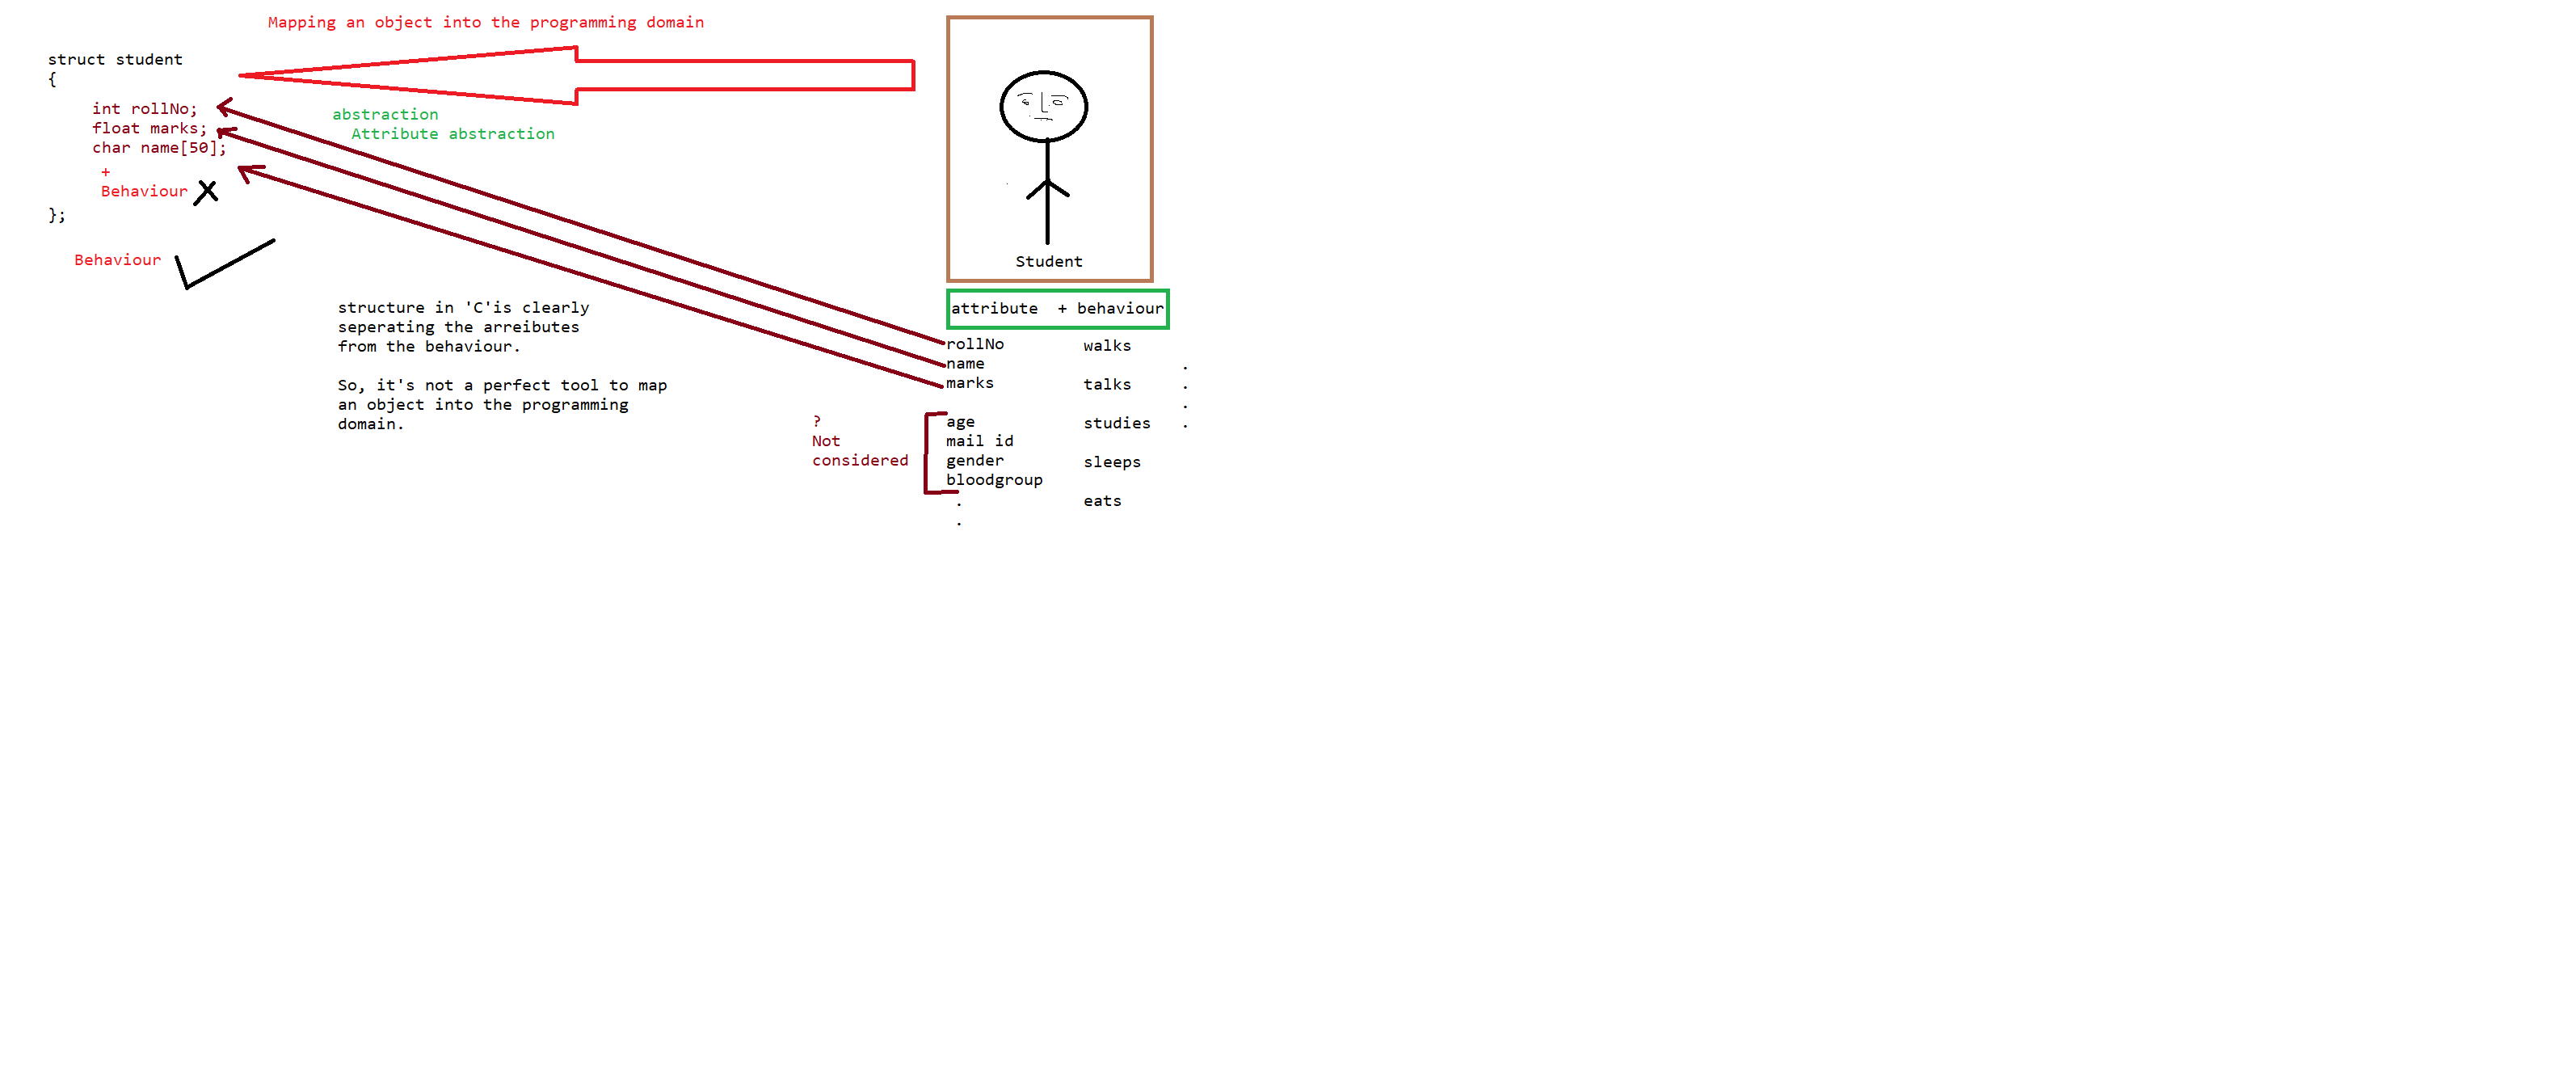 Mapping an object into the programming domain
struct student
{
int rollNo;
float marks;
char name[50];
+
Behaviour
};
Behaviour
abstraction
Attribute abstraction
structure in 'C'is clearly
seperating the arreibutes
from the behaviour.
So, it's not a perfect tool to map
an object into the programming
domain.
Student
attribute + behaviour
rollNo
name
marks
age
mail id
gender
bloodgroup
.
.
walks
talks
studies
sleeps
eats
.
.
.
.
?
Not
considered